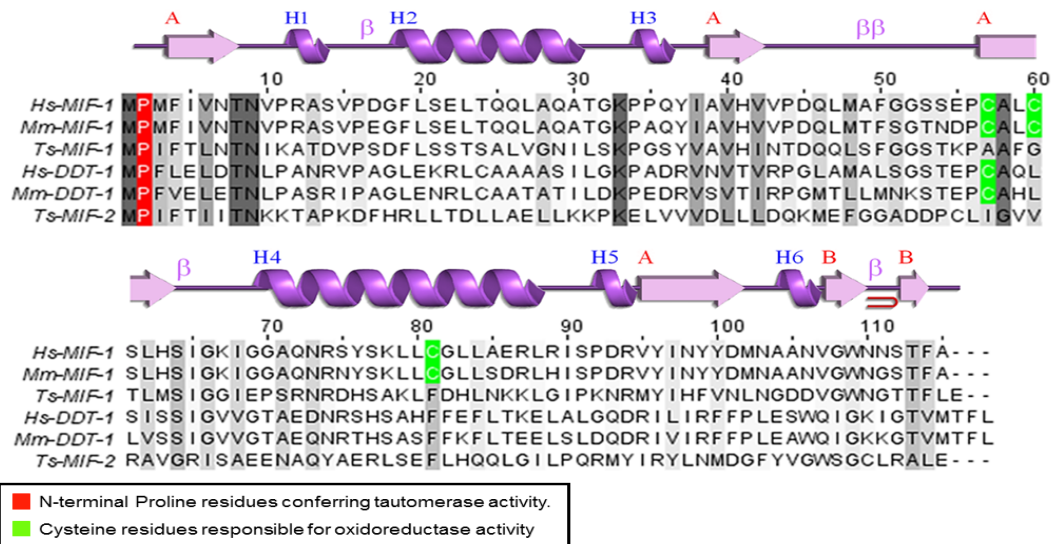 A H1 β H2 H3 A ββ A
10 20 30 40 50 60
Hs-MIF-1 MPMFIVNTNVPRASVPDGFLSELTQQLAQATGKPPQYIAVHVVPDQLMAFGGSSEPCALC
Mm-MIF-1 MPMFIVNTNVPRASVPEGFLSELTQQLAQATGKPAQYIAVHVVPDQLMTFSGTNDPCALC
Ts-MIF-1 MPIFTLNTNIKATDVPSDFLSSTSALVGNILSKPGSYVAVHINTDQQLSFGGSTKPAAFG
Hs-DDT-1 MPFLELDTNLPANRVPAGLEKRLCAAAASILGKPEDRVNVTVRPGLAMALSGSTEPCAQL
Mm-DDT-1 MPFVELETNLPASRIPAGLENRLCAATATILDKPEDRVSVTIRPGMTLLMNKSTEPCAHL
Ts-MIF-2 MPIFTIITNKKTAPKDFHRLLTDLLAELLKKPKELVVVDLLLDQKMEFGGADDPCLIGVV
β H4 H5 A H6 B β B
70 80 90 100 110
Hs-MIF-1 SLHSIGKIGGAQNRSYSKLLCGLLAERLRISPDRVYINYYDMNAANVGWNNSTFA---
Mm-MIF-1 SLHSIGKIGGAQNRNYSKLLCGLLSDRLHISPDRVYINYYDMNAANVGWNGSTFA---
Ts-MIF-1 TLMSIGGIEPSRNRDHSAKLFDHLNKKLGIPKNRMYIHFVNLNGDDVGWNGTTFLE--
Hs-DDT-1 SISSIGVVGTAEDNRSHSAHFFEFLTKELALGQDRILIRFFPLESWQIGKIGTVMTFL
Mm-DDT-1 LVSSIGVVGTAEQNRTHSASFFKFLTEELSLDQDRIVIRFFPLEAWQIGKKGTVMTFL
Ts-MIF-2 RAVGRISAEENAQYAERLSEFLHQQLGILPQRMYIRYLNMDGFYVGWSGCLRALE---
N-terminal Proline residues conferring tautomerase activity.
Cysteine residues responsible for oxidoreductase activity